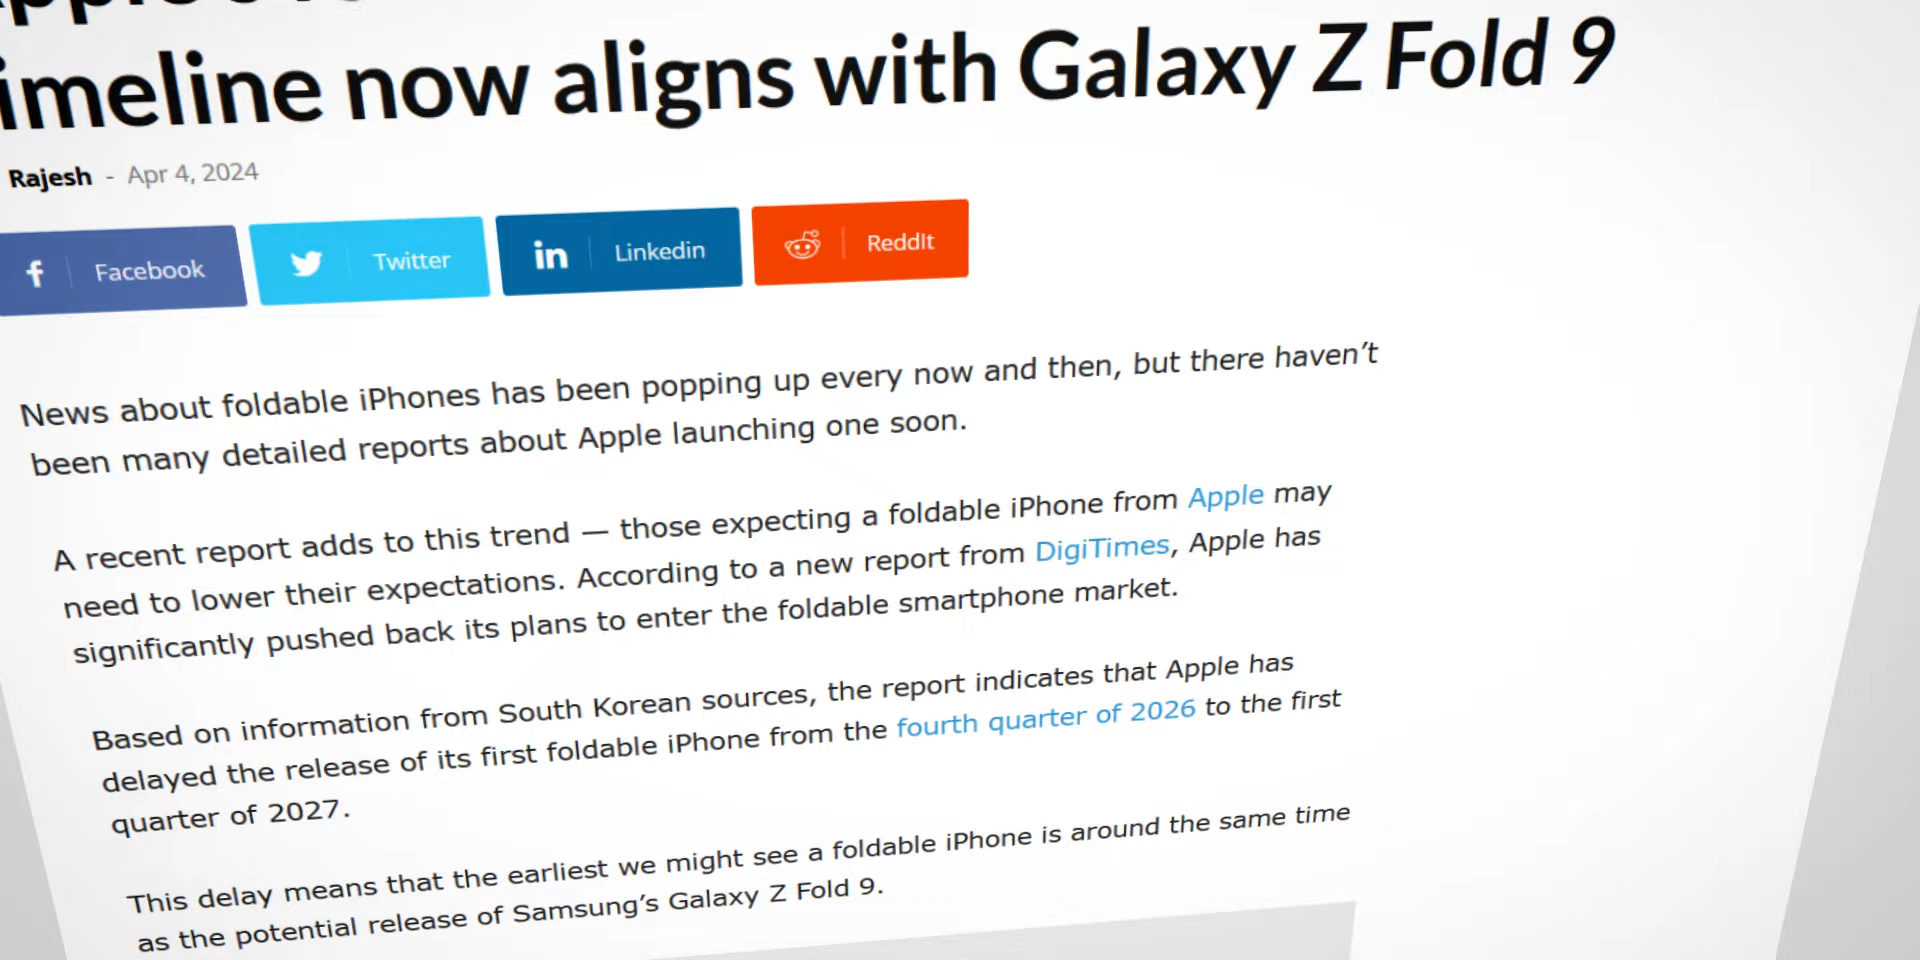 timeline now aligns with Galaxy Z Fold 9
Rajesh - Apr 4, 2024
Facebook
Twitter
Linkedin
ReddIt
News about foldable iPhones has been popping up every now and then, but there haven’t
been many detailed reports about Apple launching one soon.
A recent report adds to this trend — those expecting a foldable iPhone from Apple may
need to lower their expectations. According to a new report from DigiTimes, Apple has
significantly pushed back its plans to enter the foldable smartphone market.
Based on information from South Korean sources, the report indicates that Apple has
delayed the release of its first foldable iPhone from the fourth quarter of 2026 to the first
quarter of 2027.
This delay means that the earliest we might see a foldable iPhone is around the same time
as the potential release of Samsung’s Galaxy Z Fold 9.